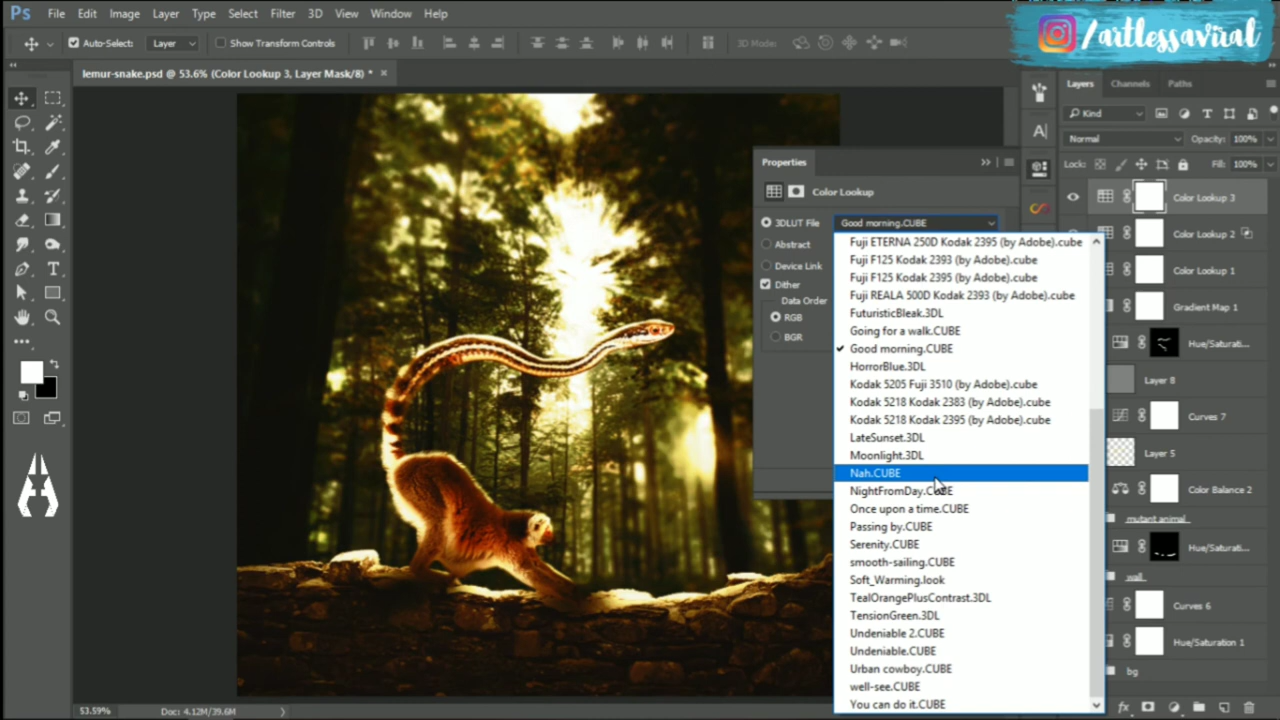 Ps File Edit Image Layer Type Select Filter 3D View Window Help
/artlessaviral
Auto-Select: Layer Show Transform Controls 3D Mode:
lemur-snake.psd @ 53.6% (Color Lookup 3, Layer Mask/8) *
Properties
Color Lookup
3DLUT File Good morning.CUBE
Abstract
Device Link
Dither
Data Order
RGB
BGR
Fuji ETERNA 250D Kodak 2395 (by Adobe).cube
Fuji F125 Kodak 2393 (by Adobe).cube
Fuji F125 Kodak 2395 (by Adobe).cube
Fuji REALA 500D Kodak 2393 (by Adobe).cube
FuturisticBleak.3DL
Going for a walk.CUBE
Good morning.CUBE
HorrorBlue.3DL
Kodak 5205 Fuji 3510 (by Adobe).cube
Kodak 5218 Kodak 2383 (by Adobe).cube
Kodak 5218 Kodak 2395 (by Adobe).cube
LateSunset.3DL
Moonlight.3DL
Nah.CUBE
NightFromDay.CUBE
Once upon a time.CUBE
Passing by.CUBE
Serenity.CUBE
smooth-sailing.CUBE
Soft_Warming.look
TealOrangePlusContrast.3DL
TensionGreen.3DL
Undeniable 2.CUBE
Undeniable.CUBE
Urban cowboy.CUBE
well-see.CUBE
You can do it.CUBE
Layers Channels Paths
Kind
Normal Opacity: 100%
Lock: Fill: 100%
Color Lookup 3
Color Lookup 2
Color Lookup 1
Gradient Map 1
Hue/Saturati...
Layer 8
Curves 7
Layer 5
Color Balance 2
mutant animal
Hue/Saturati...
wall
Curves 6
Hue/Saturation 1
bg
53.59% Doc: 4.12M/39.6M